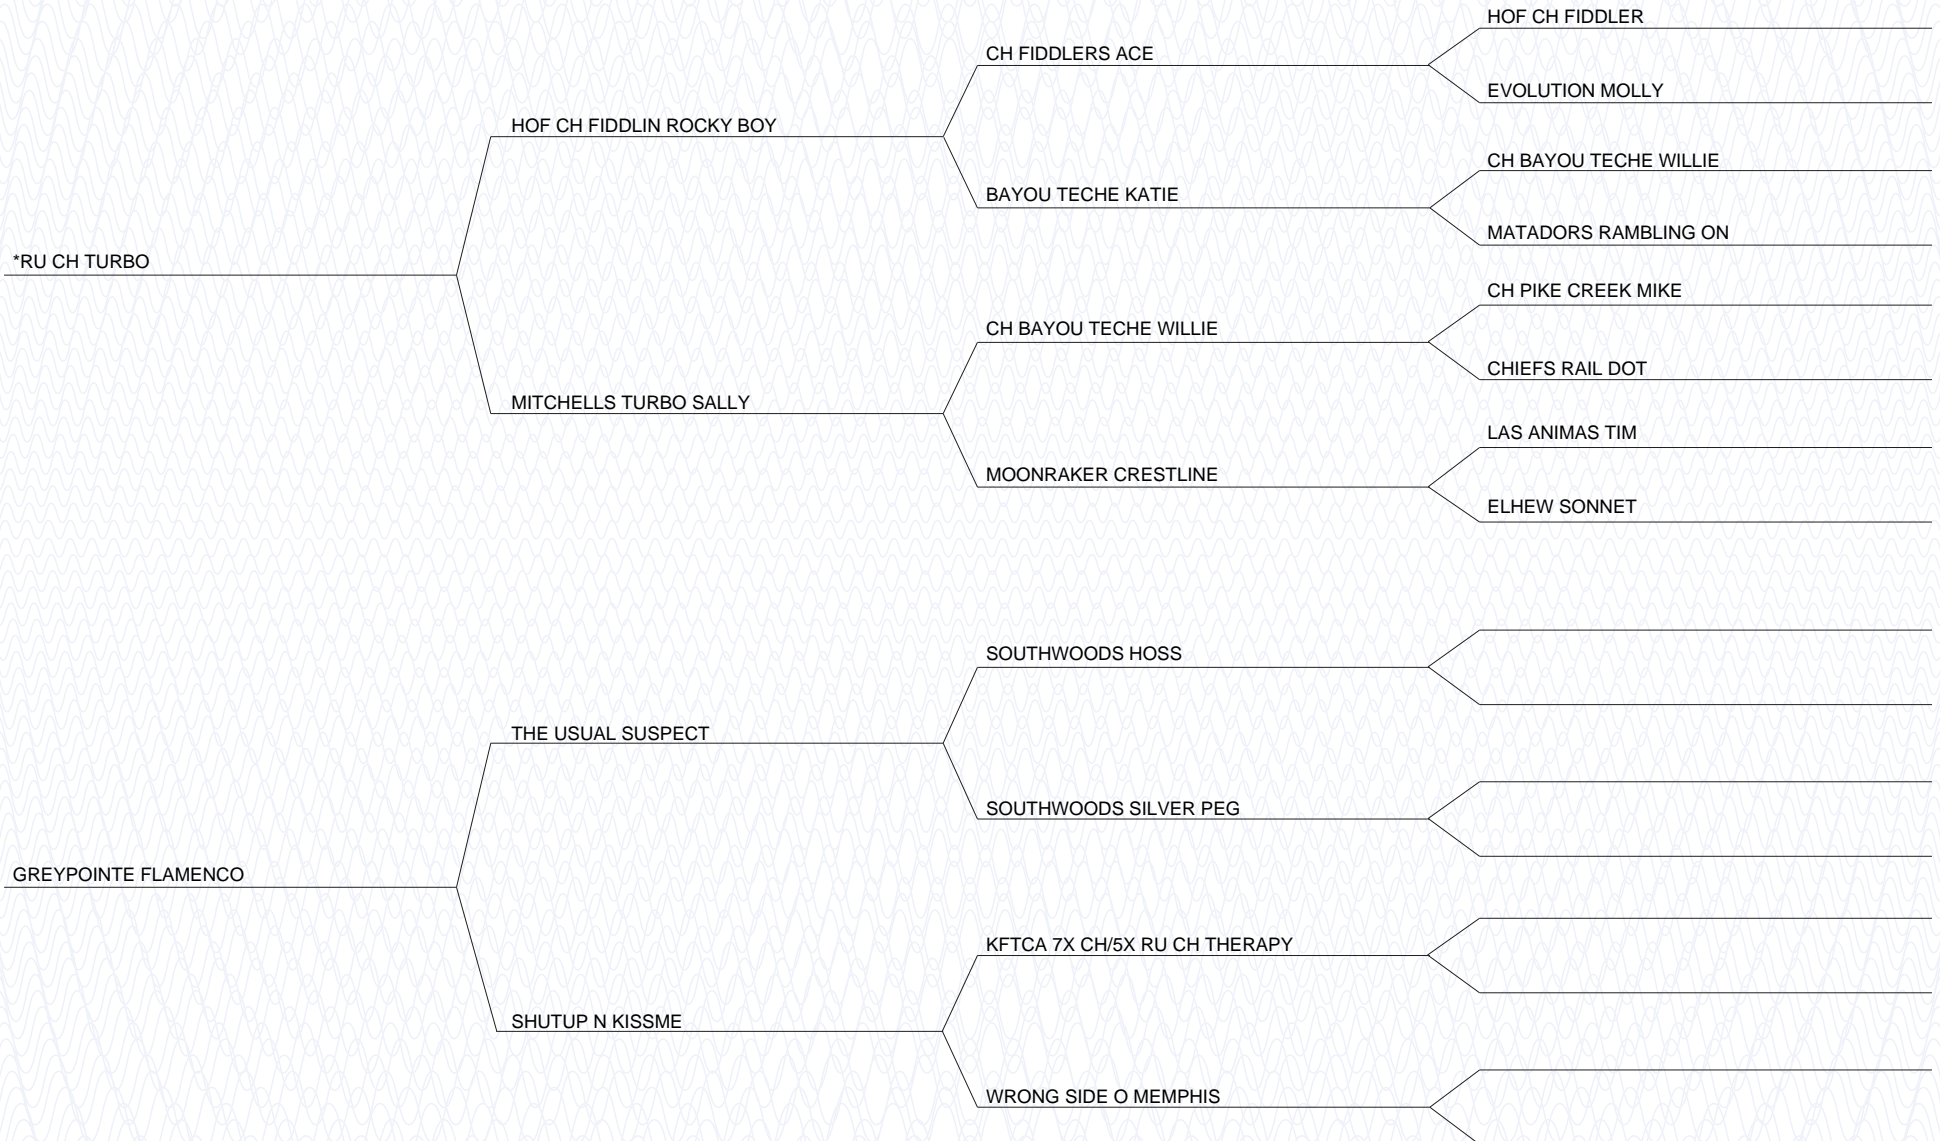 HOF CH FIDDLER
CH FIDDLERS ACE
EVOLUTION MOLLY
HOF CH FIDDLIN ROCKY BOY
CH BAYOU TECHE WILLIE
BAYOU TECHE KATIE
MATADORS RAMBLING ON
*RU CH TURBO
CH PIKE CREEK MIKE
CH BAYOU TECHE WILLIE
CHIEFS RAIL DOT
MITCHELLS TURBO SALLY
LAS ANIMAS TIM
MOONRAKER CRESTLINE
ELHEW SONNET
SOUTHWOODS HOSS
THE USUAL SUSPECT
SOUTHWOODS SILVER PEG
GREYPOINTE FLAMENCO
KFTCA 7X CH/5X RU CH THERAPY
SHUTUP N KISSME
WRONG SIDE O MEMPHIS